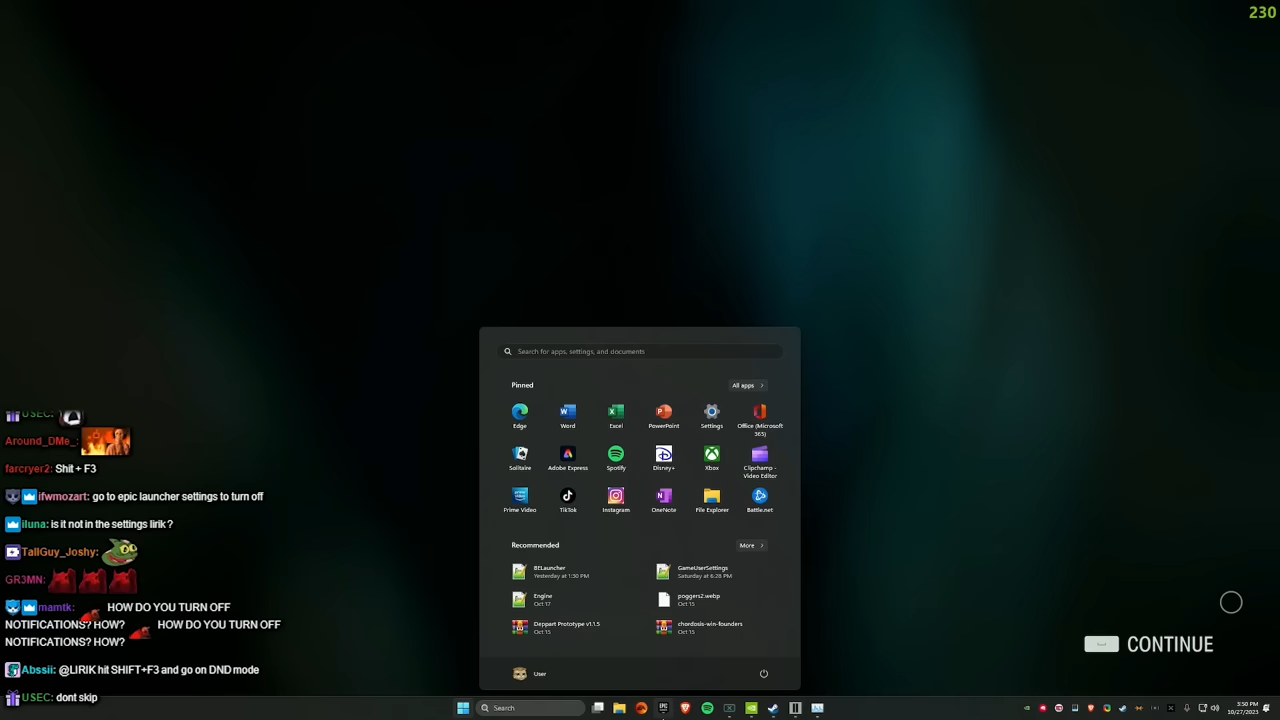 230
Search for apps, settings, and documents
Pinned
All apps
Edge
Word
Excel
PowerPoint
Settings
Office (Microsoft
365)
Solitaire
Adobe Express
Spotify
Disney+
Xbox
Clipchamp -
Video Editor
Prime Video
TikTok
Instagram
OneNote
File Explorer
Battle.net
Recommended
More
BELauncher
Yesterday at 1:30 PM
GameUserSettings
Saturday at 6:28 PM
Engine
Oct 17
poggers2.webp
Oct 15
Deppart Prototype v1.1.5
Oct 15
chordosis-win-founders
Oct 15
User
USEC:
Around_DMe_:
farcryer2: Shit + F3
ifwmozart: go to epic launcher settings to turn off
iluna: is it not in the settings lirik ?
TallGuy_Joshy:
GR3MN:
mamtk: HOW DO YOU TURN OFF
NOTIFICATIONS? HOW? HOW DO YOU TURN OFF
NOTIFICATIONS? HOW?
Abssii: @LIRIK hit SHIFT+F3 and go on DND mode
USEC: dont skip
CONTINUE
Search
EPIC
3:50 PM
10/27/2023